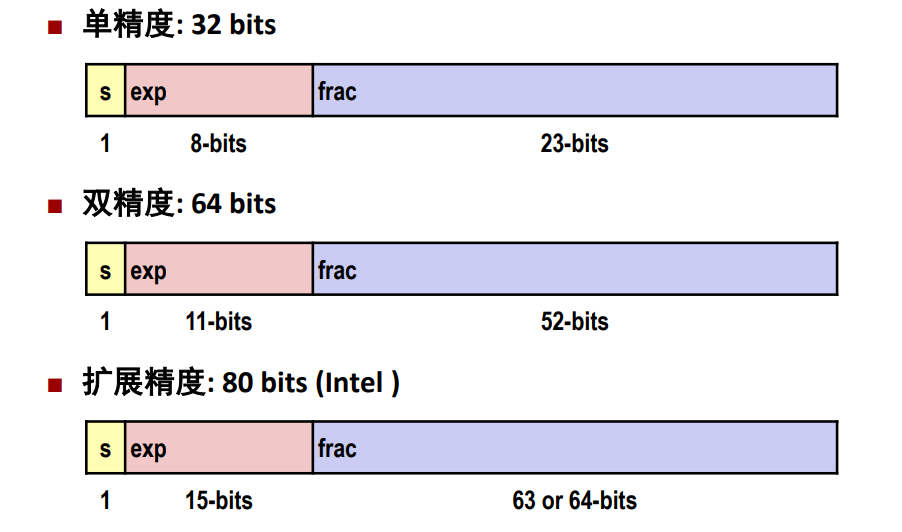 单精度: 32 bits
s exp frac
1 8-bits 23-bits
双精度: 64 bits
s exp frac
1 11-bits 52-bits
扩展精度: 80 bits (Intel )
s exp frac
1 15-bits 63 or 64-bits